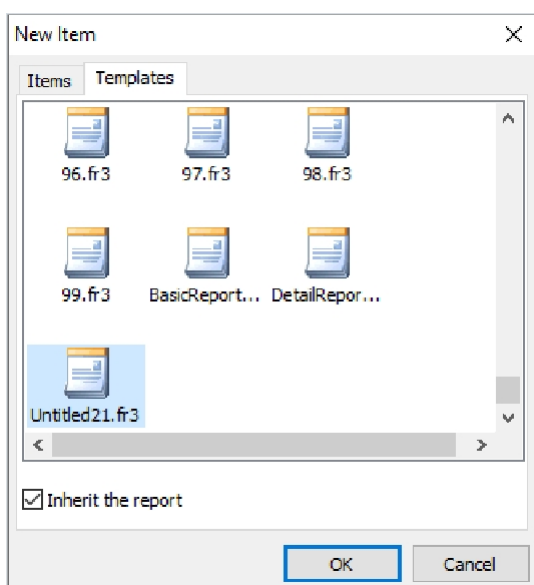 New Item
Items Templates
96.fr3 97.fr3 98.fr3
99.fr3 BasicReport... DetailRepor...
Untitled21.fr3
Inherit the report
OK Cancel